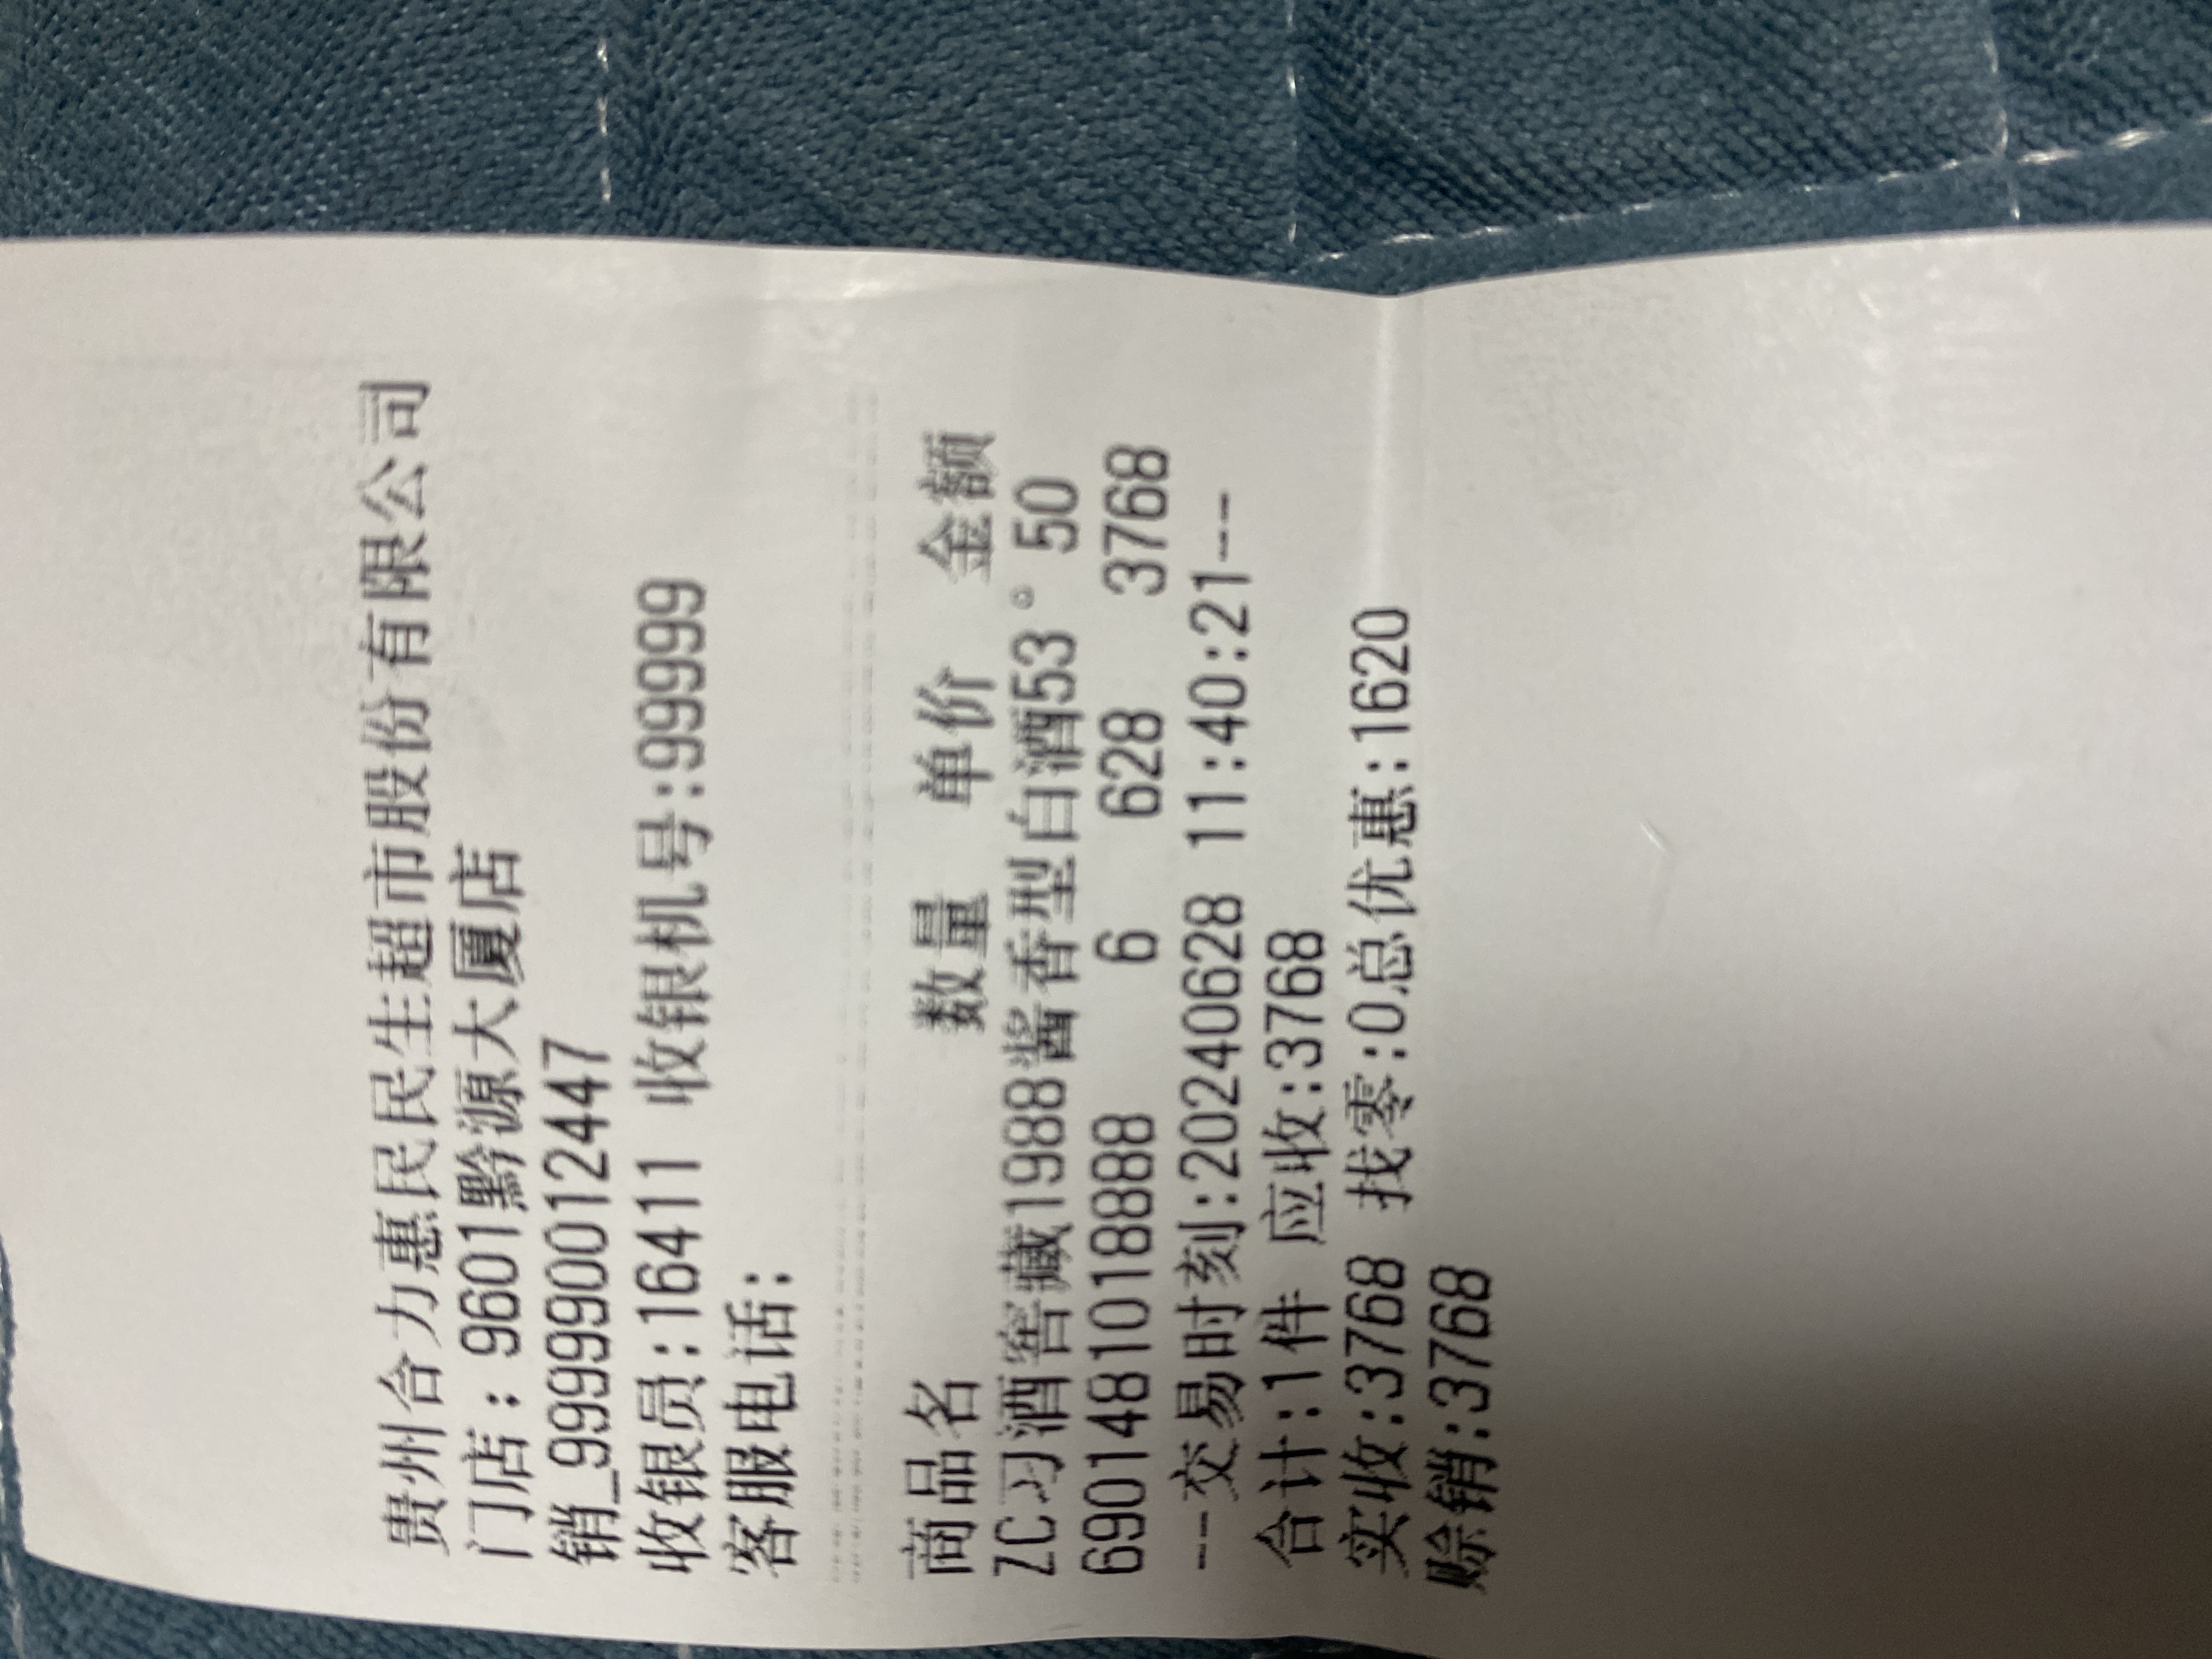 贵州合力惠民民生超市股份有限公司
门店：9601黔源大厦店
销_9999900012447
收银员:16411 收银机号:99999
客服电话:
商品名 数量 单价 金额
ZC习酒窖藏1988酱香型白酒53°50
6901481018888 6 628 3768
--交易时刻:20240628 11:40:21---
合计:1件 应收:3768
实收:3768 找零:0总优惠:1620
赊销:3768